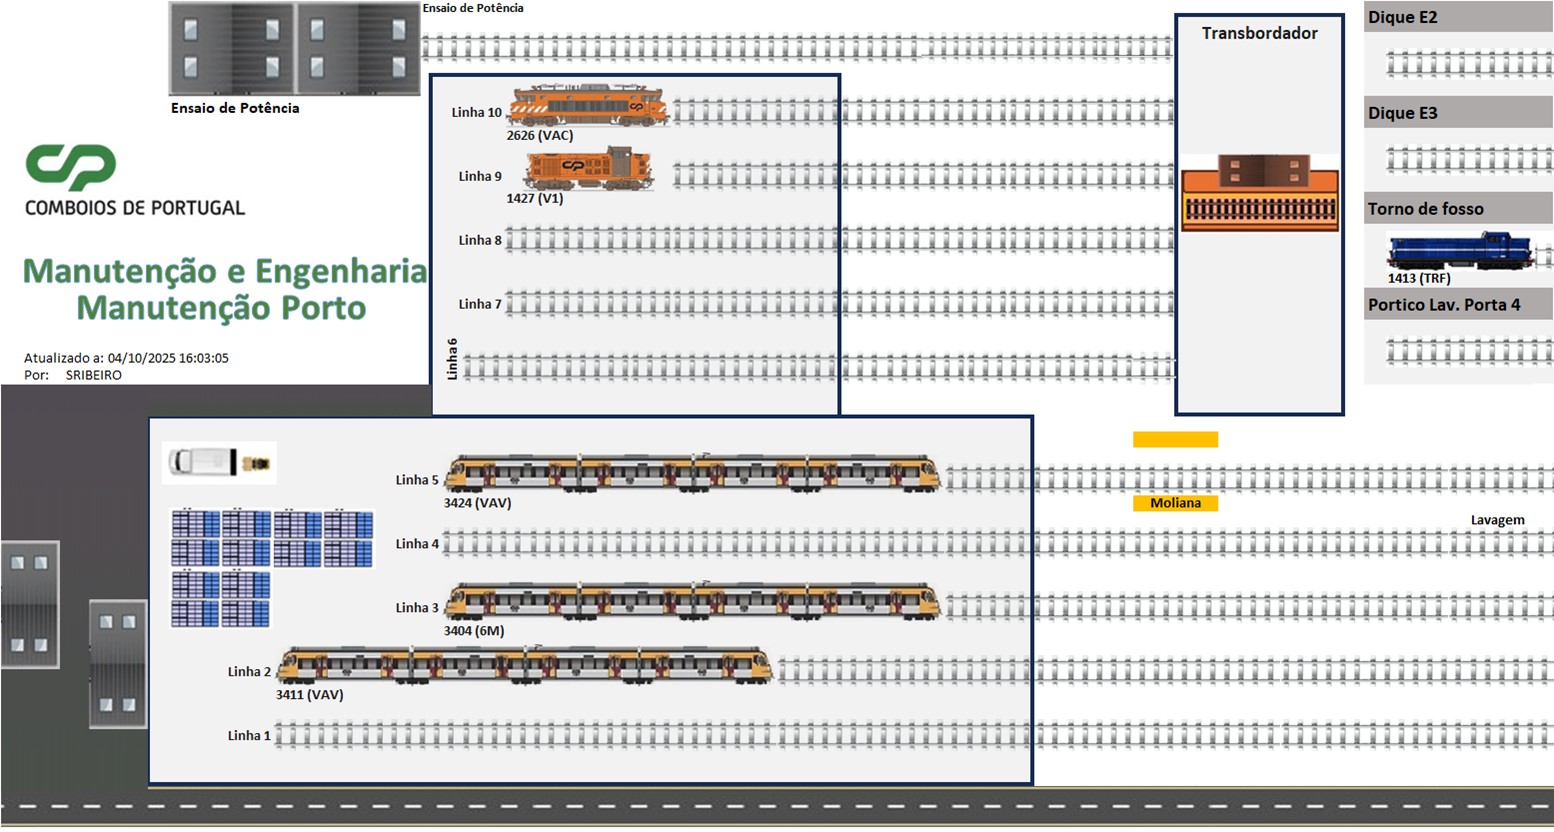 Ensaio de Potência
Ensaio de Potência
Transbordador
Dique E2
Dique E3
Torno de fosso
1413 (TRF)
Portico Lav. Porta 4
CP
COMBOIOS DE PORTUGAL
Manutenção e Engenharia
Manutenção Porto
Atualizado a: 04/10/2025 16:03:05
Por: SRIBEIRO
Linha 10
2626 (VAC)
Linha 9
1427 (V1)
Linha 8
Linha 7
Linha6
Linha 5
3424 (VAV)
Moliana
Lavagem
Linha 4
Linha 3
3404 (6M)
Linha 2
3411 (VAV)
Linha 1